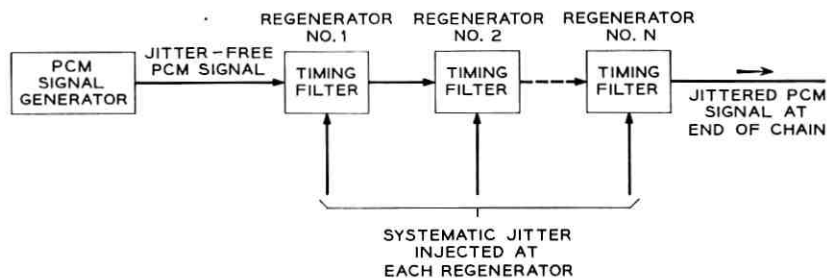 REGENERATOR
NO. 1
REGENERATOR
NO. 2
REGENERATOR
NO. N
PCM
SIGNAL
GENERATOR
JITTER-FREE
PCM SIGNAL
TIMING
FILTER
TIMING
FILTER
TIMING
FILTER
JITTERED PCM
SIGNAL AT
END OF CHAIN
SYSTEMATIC JITTER
INJECTED AT
EACH REGENERATOR